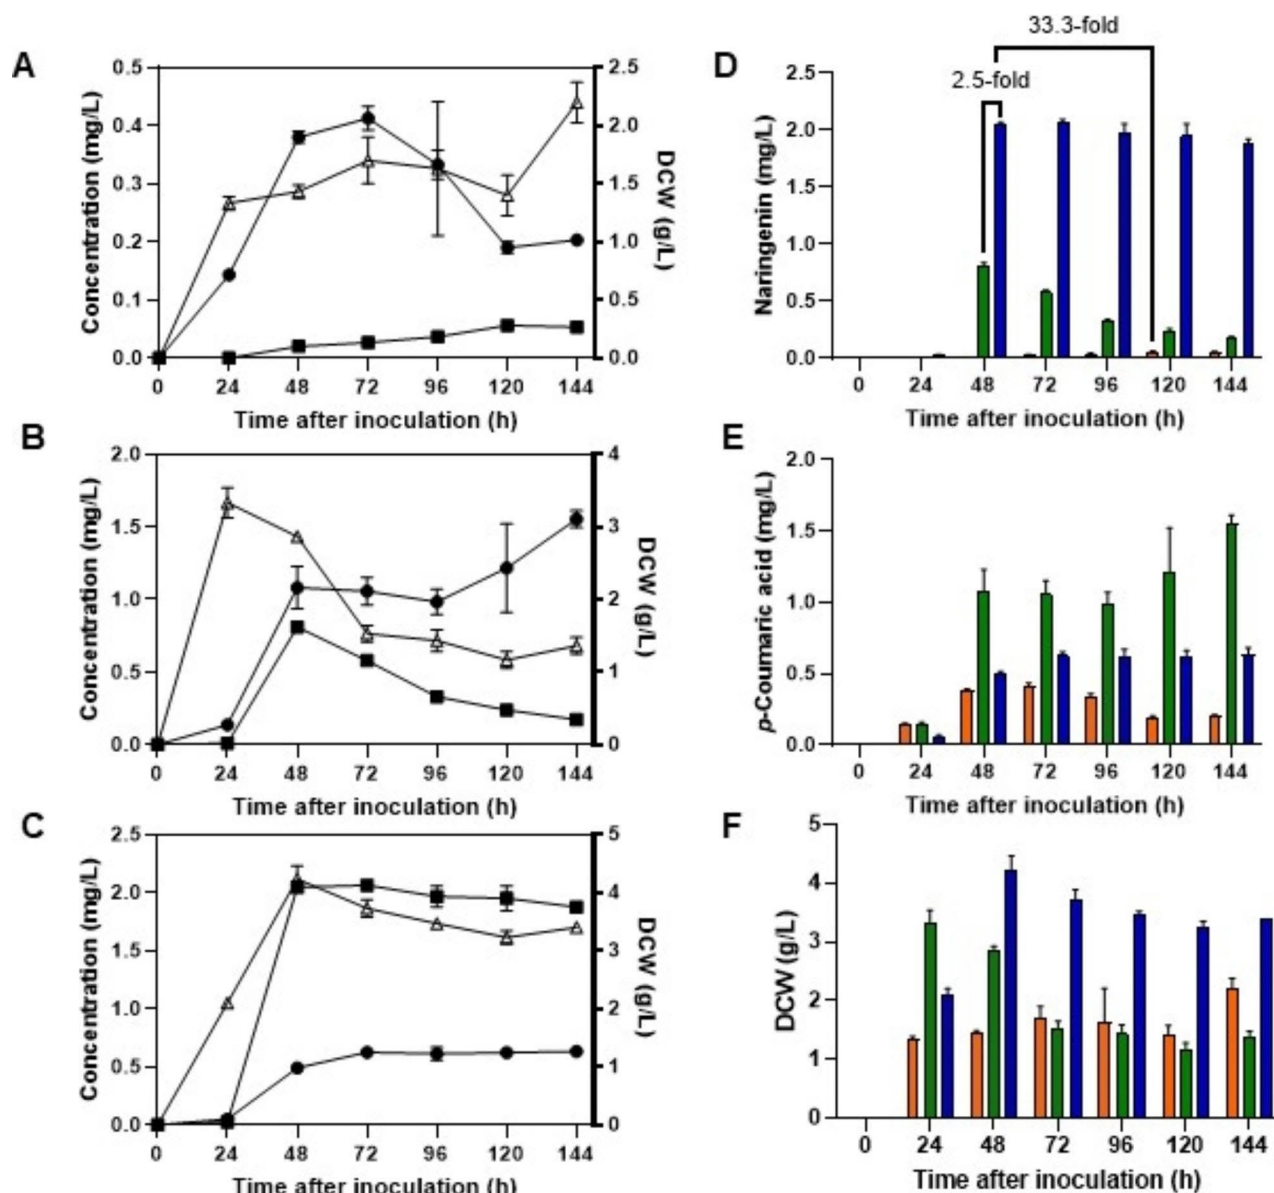 A
Concentration (mg/L)
0.5
0.4
0.3
0.2
0.1
0.0
2.5
2.0
1.5
1.0
0.5
0.0
DCW (g/L)
0 24 48 72 96 120 144
Time after inoculation (h)
B
Concentration (mg/L)
2.0
1.5
1.0
0.5
0.0
4
3
2
1
0
DCW (g/L)
0 24 48 72 96 120 144
Time after inoculation (h)
C
Concentration (mg/L)
2.5
2.0
1.5
1.0
0.5
0.0
5
4
3
2
1
0
DCW (g/L)
0 24 48 72 96 120 144
Time after inoculation (h)
D
33.3-fold
2.5-fold
Naringenin (mg/L)
2.5
2.0
1.5
1.0
0.5
0.0
0 24 48 72 96 120 144
Time after inoculation (h)
E
p-Coumaric acid (mg/L)
2.0
1.5
1.0
0.5
0.0
0 24 48 72 96 120 144
Time after inoculation (h)
F
DCW (g/L)
5
4
3
2
1
0
0 24 48 72 96 120 144
Time after inoculation (h)